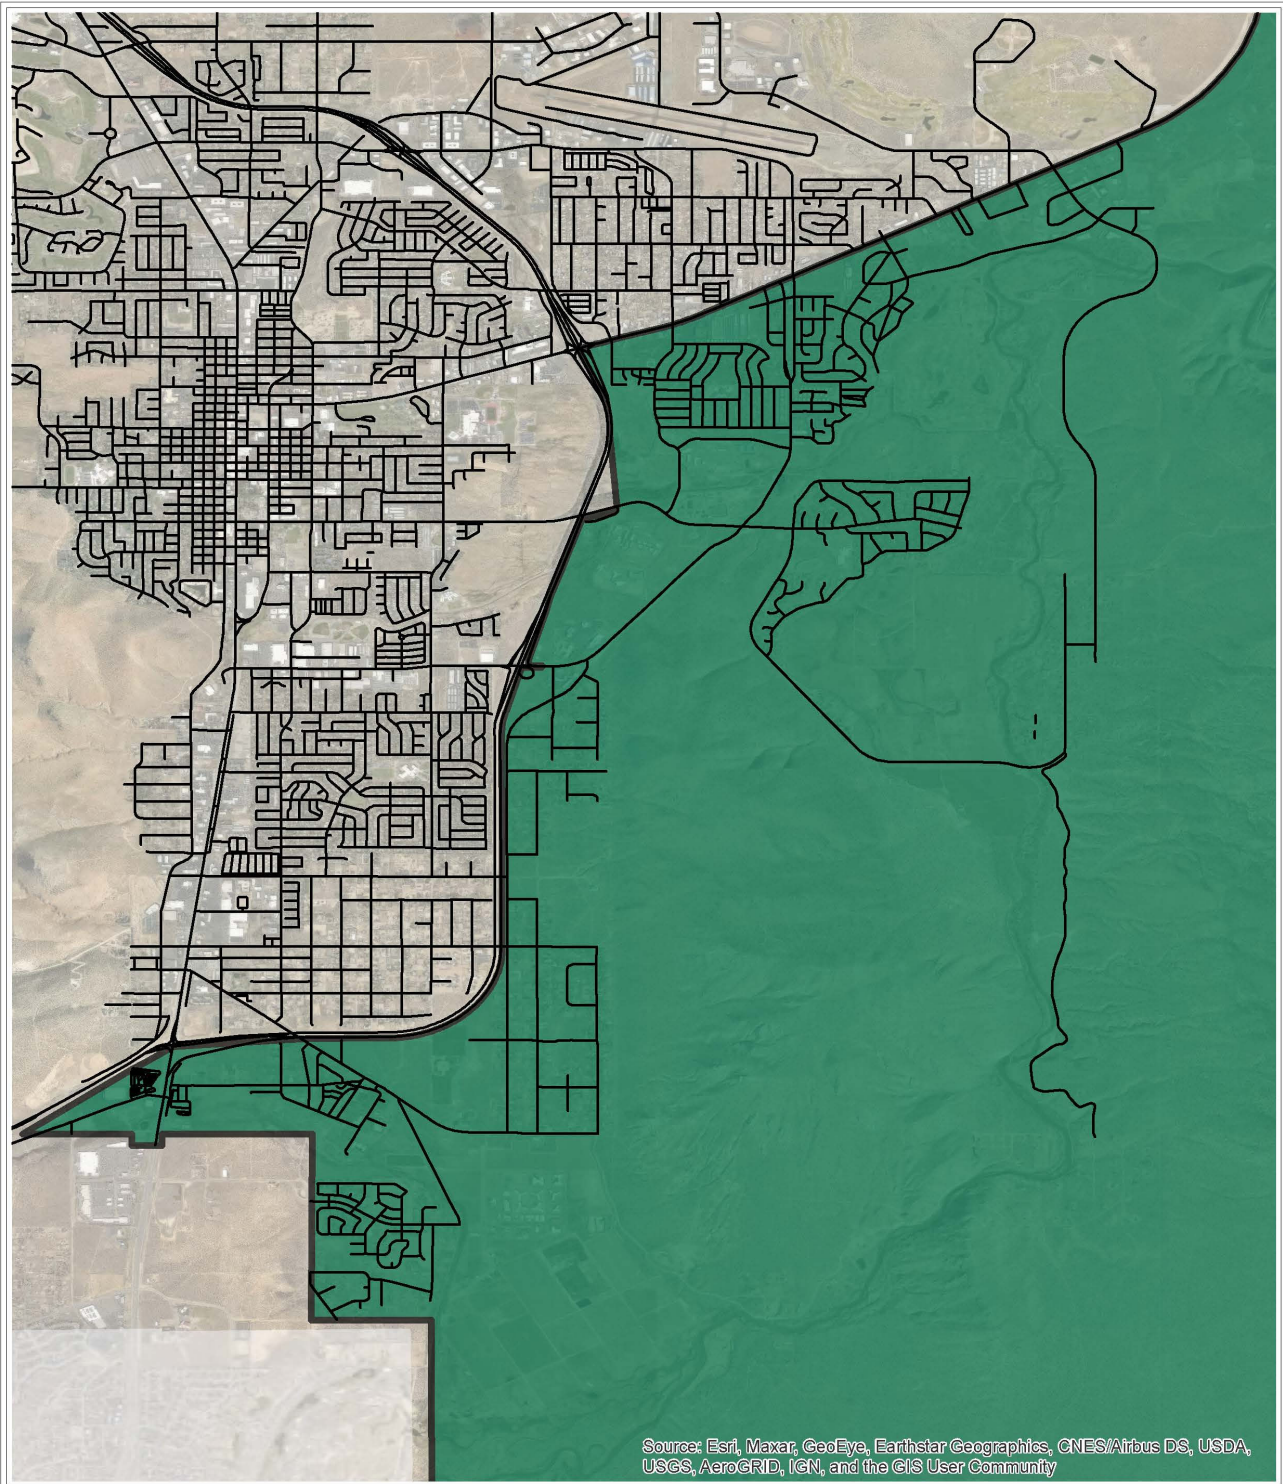 Source: Esri, Maxar, GeoEye, Earthstar Geographics, CNES/Airbus DS, USDA,
USGS, AeroGRID, IGN, and the GIS User Community